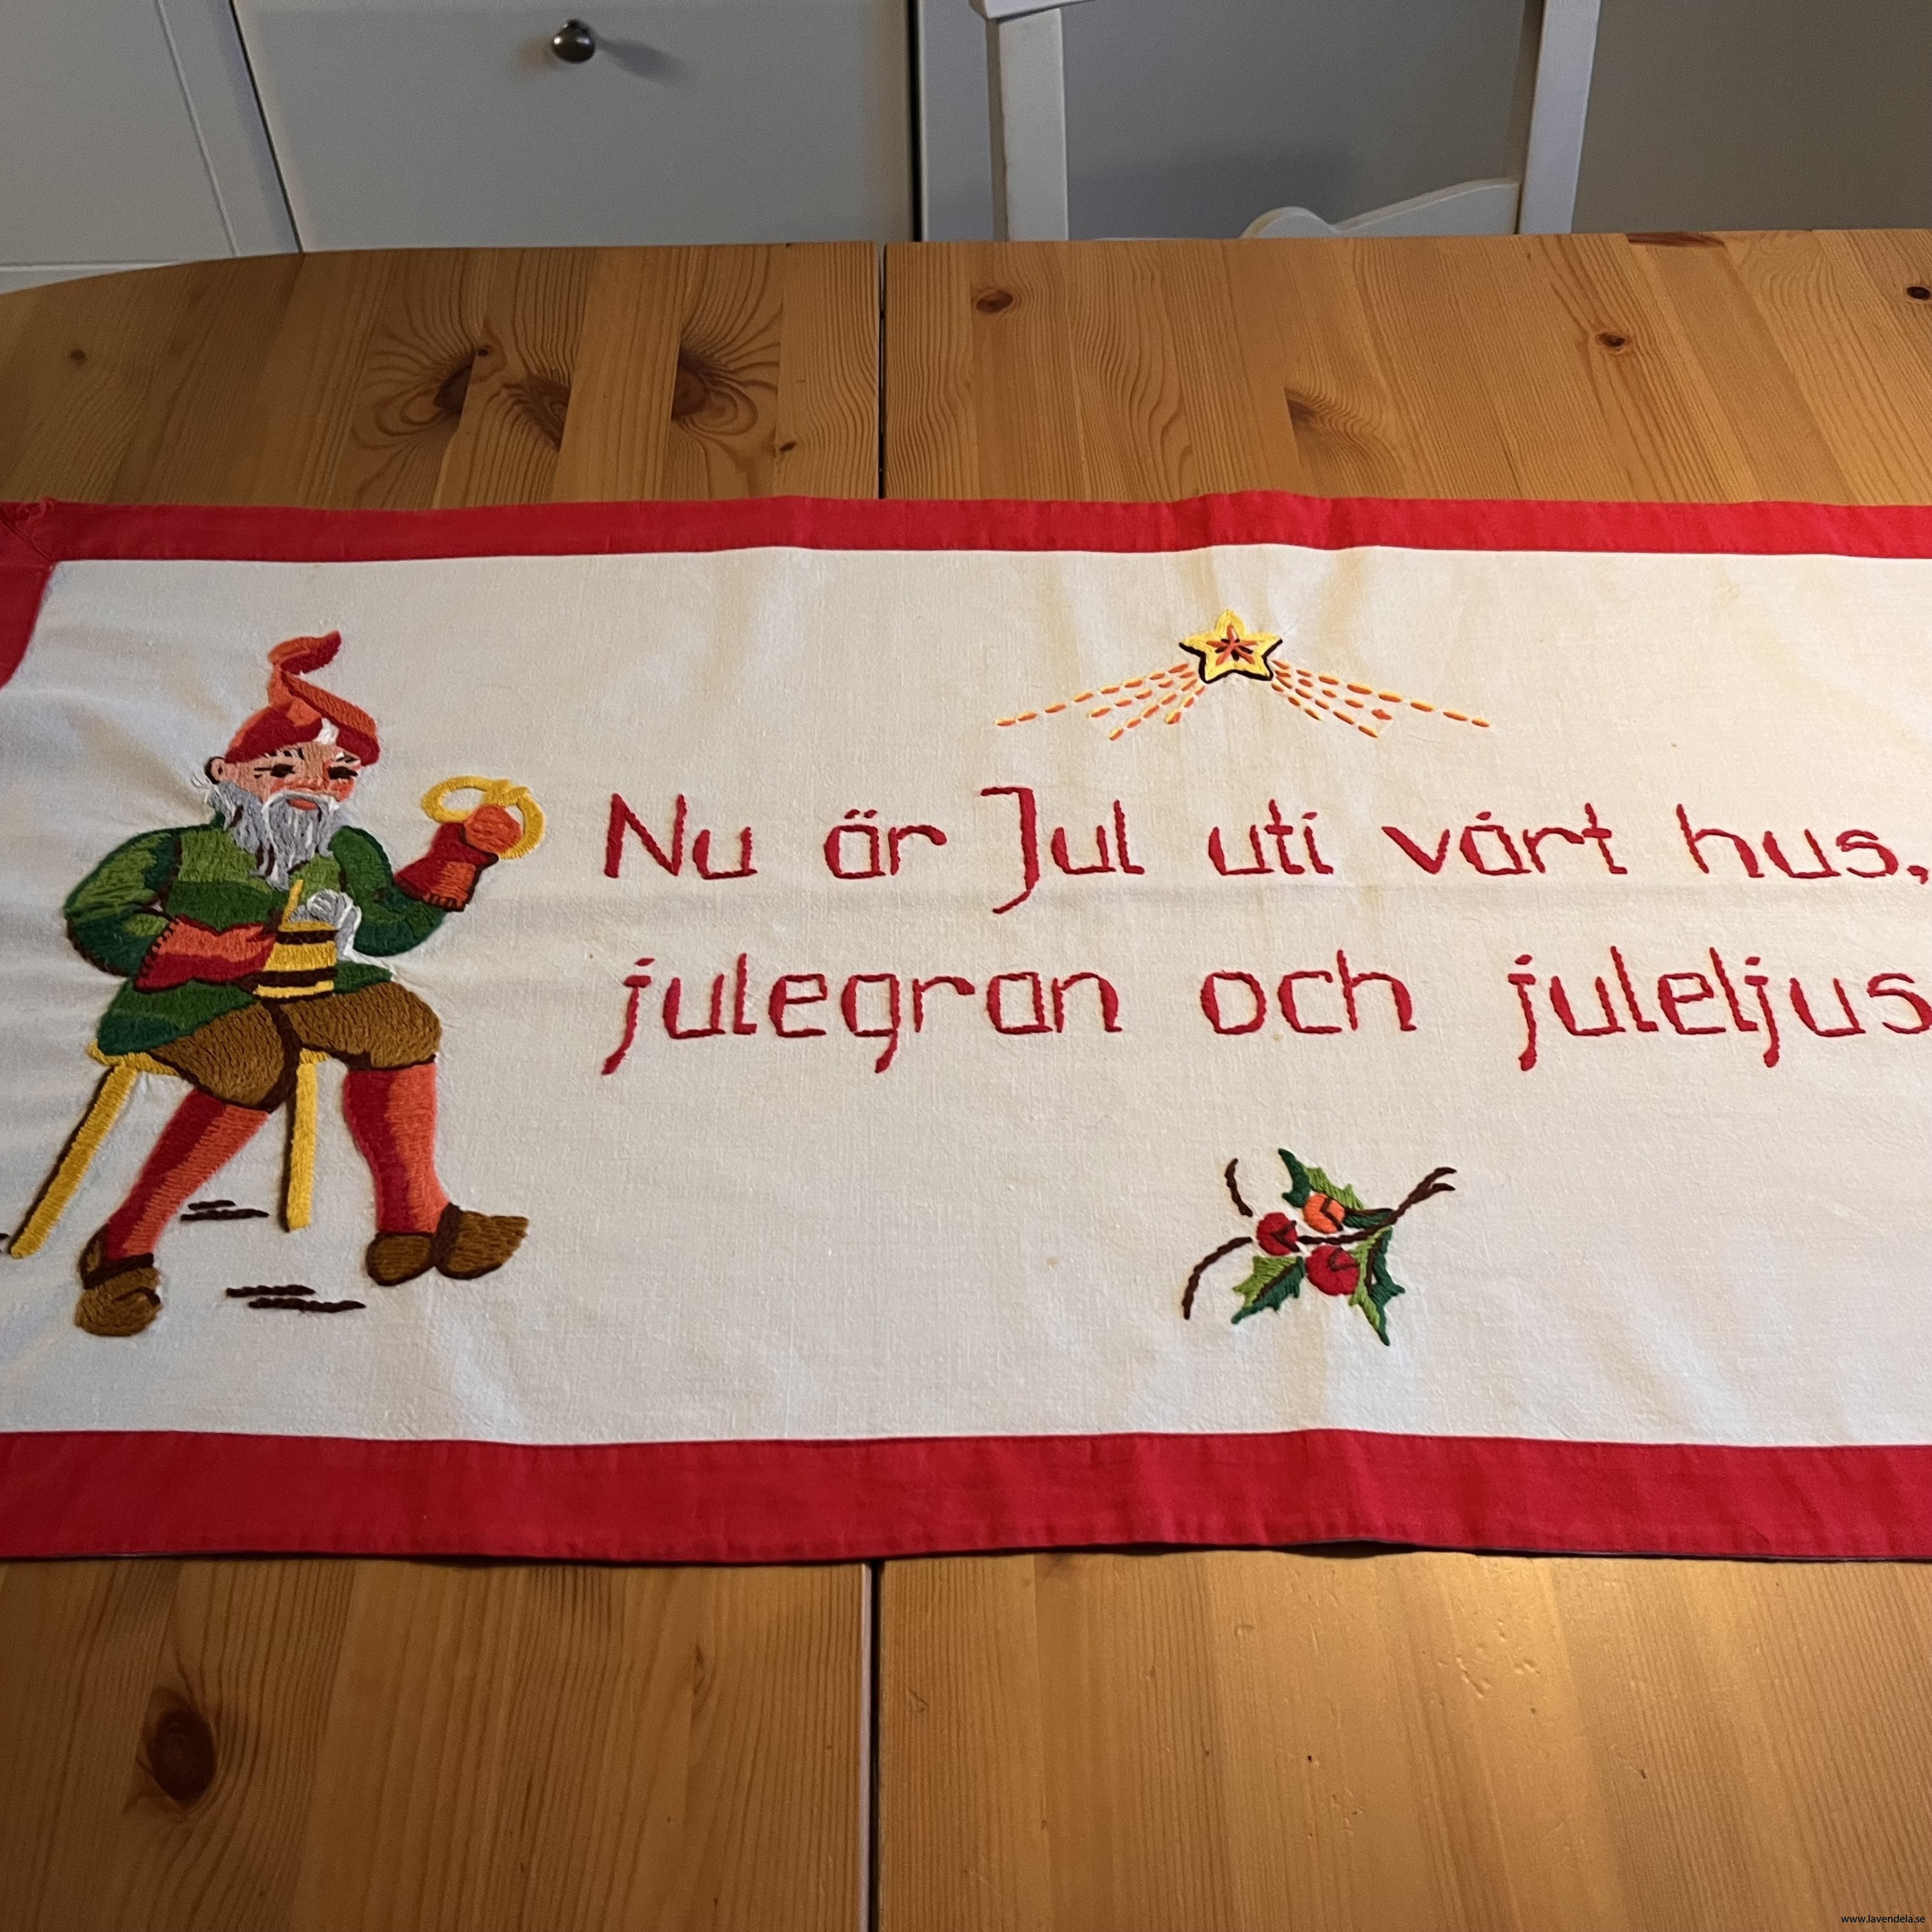 Nu är Jul uti vårt hus,
julegran och juleljus
www.lavendela.se